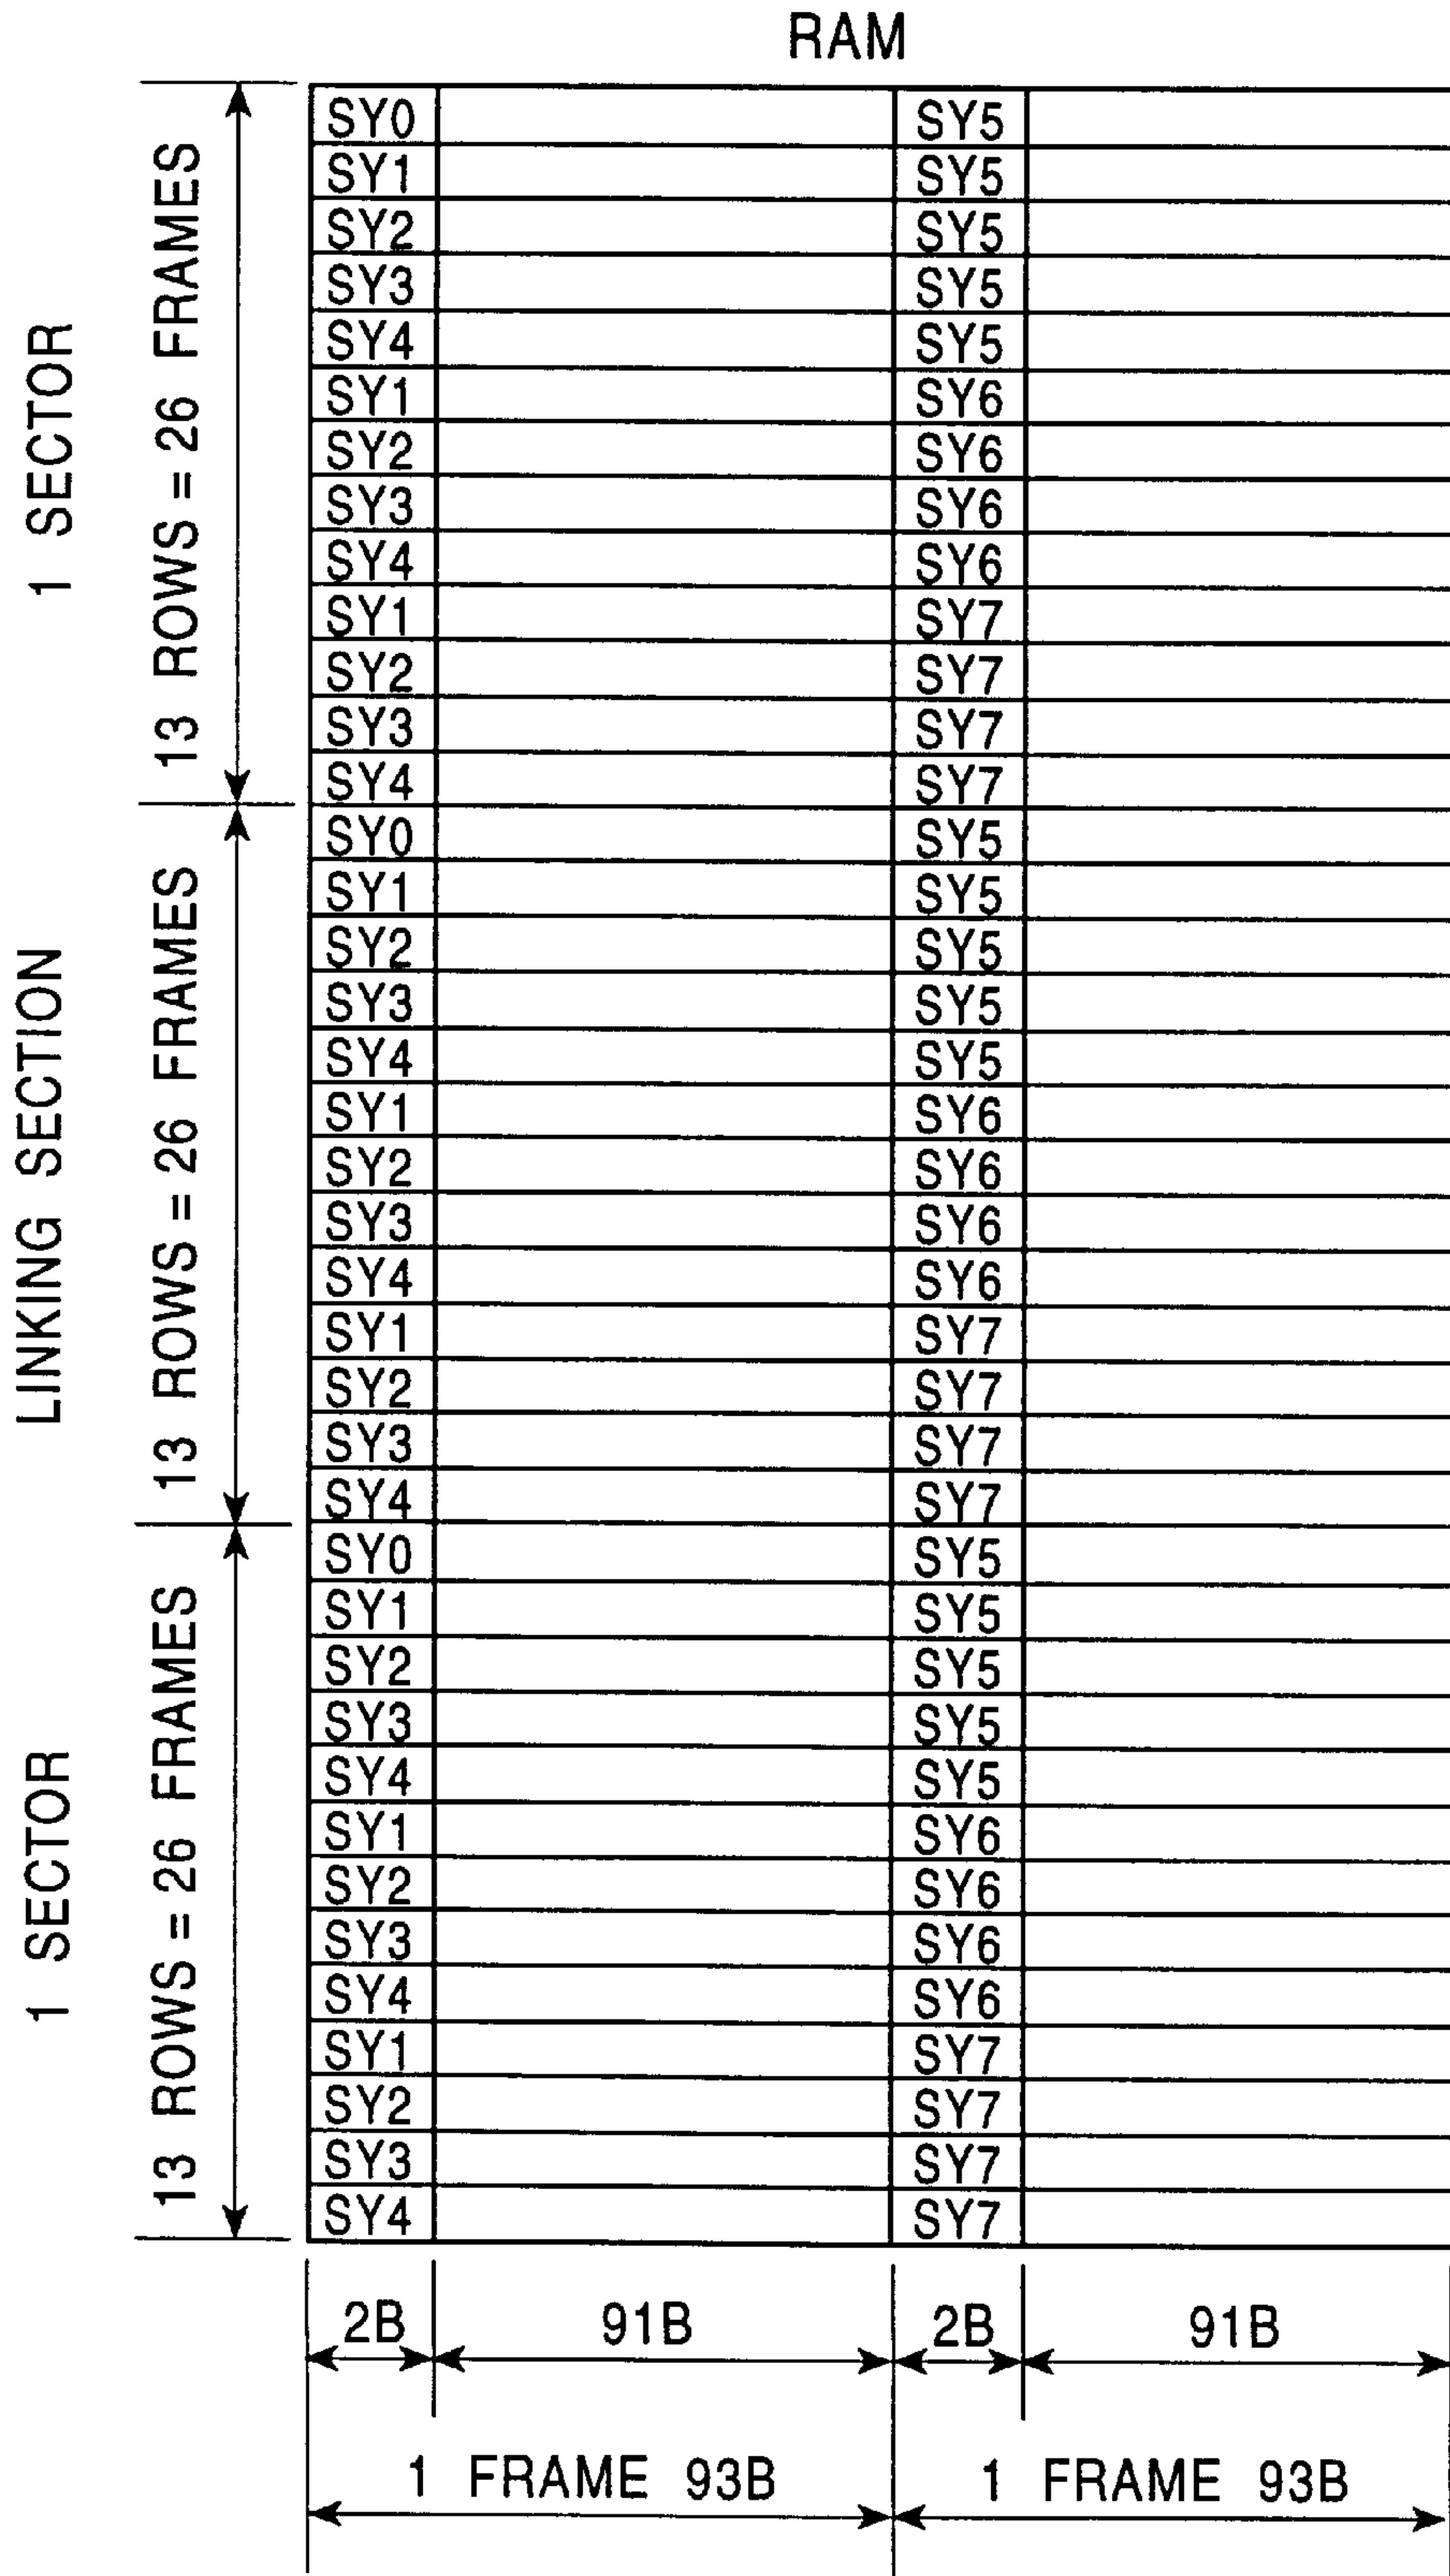 RAM
1 SECTOR
13 ROWS = 26 FRAMES
SY0 SY5
SY1 SY5
SY2 SY5
SY3 SY5
SY4 SY5
SY1 SY6
SY2 SY6
SY3 SY6
SY4 SY6
SY1 SY7
SY2 SY7
SY3 SY7
SY4 SY7
LINKING SECTION
13 ROWS = 26 FRAMES
SY0 SY5
SY1 SY5
SY2 SY5
SY3 SY5
SY4 SY5
SY1 SY6
SY2 SY6
SY3 SY6
SY4 SY6
SY1 SY7
SY2 SY7
SY3 SY7
SY4 SY7
1 SECTOR
13 ROWS = 26 FRAMES
SY0 SY5
SY1 SY5
SY2 SY5
SY3 SY5
SY4 SY5
SY1 SY6
SY2 SY6
SY3 SY6
SY4 SY6
SY1 SY7
SY2 SY7
SY3 SY7
SY4 SY7
2B 91B 2B 91B
1 FRAME 93B 1 FRAME 93B